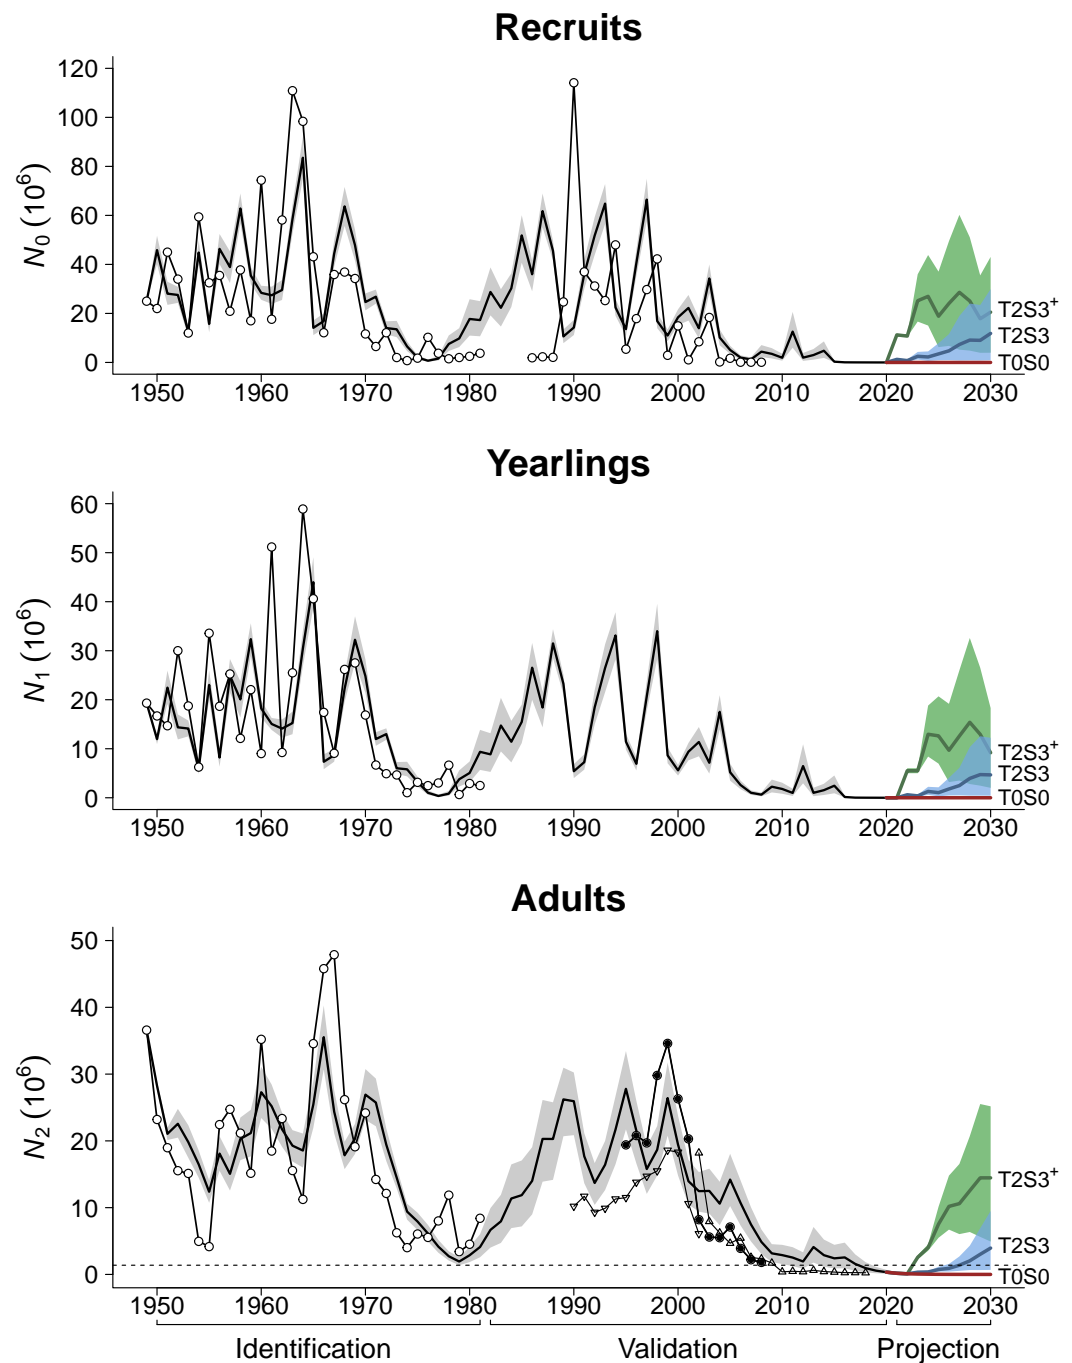 Recruits
120
100
80
60
40
20
0
N0 (10^6)
T2S3+
T2S3
T0S0
1950 1960 1970 1980 1990 2000 2010 2020 2030
Yearlings
60
50
40
30
20
10
0
N1 (10^6)
T2S3+
T2S3
T0S0
1950 1960 1970 1980 1990 2000 2010 2020 2030
Adults
50
40
30
20
10
0
N2 (10^6)
T2S3+
T2S3
T0S0
1950 1960 1970 1980 1990 2000 2010 2020 2030
Identification Validation Projection